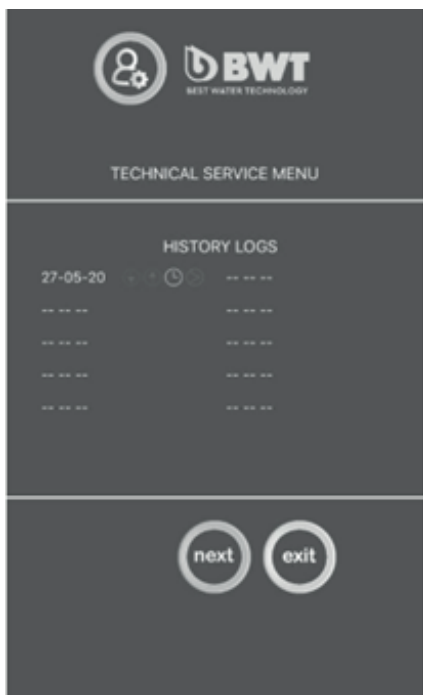 BWT
BEST WATER TECHNOLOGY
TECHNICAL SERVICE MENU
HISTORY LOGS
27-05-20 -- -- --
-- -- -- -- -- --
-- -- -- -- -- --
-- -- -- -- -- --
-- -- -- -- -- --
next exit